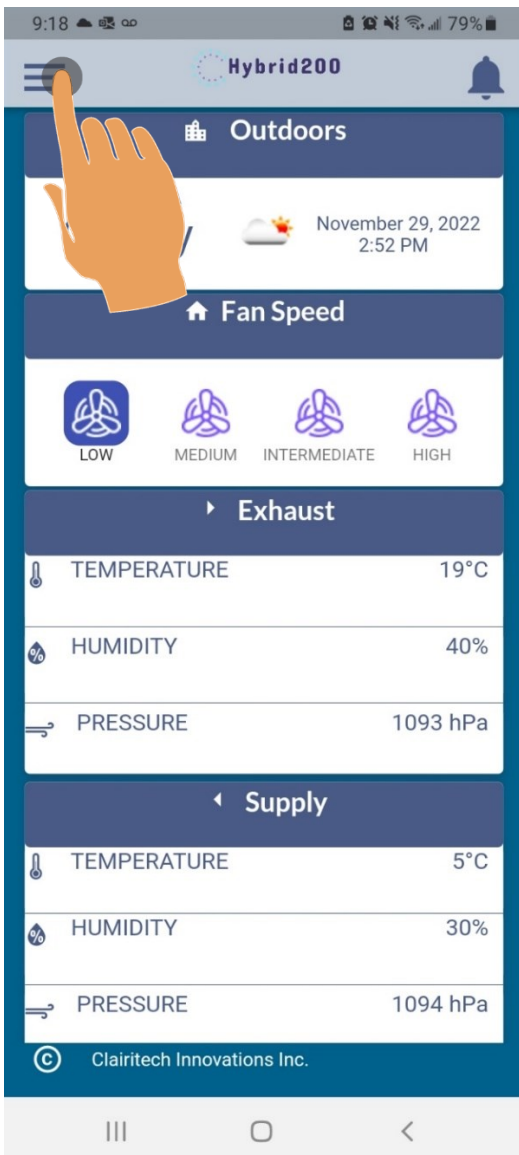 9:18 79%
Hybrid200
Outdoors
November 29, 2022
2:52 PM
Fan Speed
LOW MEDIUM INTERMEDIATE HIGH
Exhaust
TEMPERATURE 19°C
HUMIDITY 40%
PRESSURE 1093 hPa
Supply
TEMPERATURE 5°C
HUMIDITY 30%
PRESSURE 1094 hPa
© Clairitech Innovations Inc.